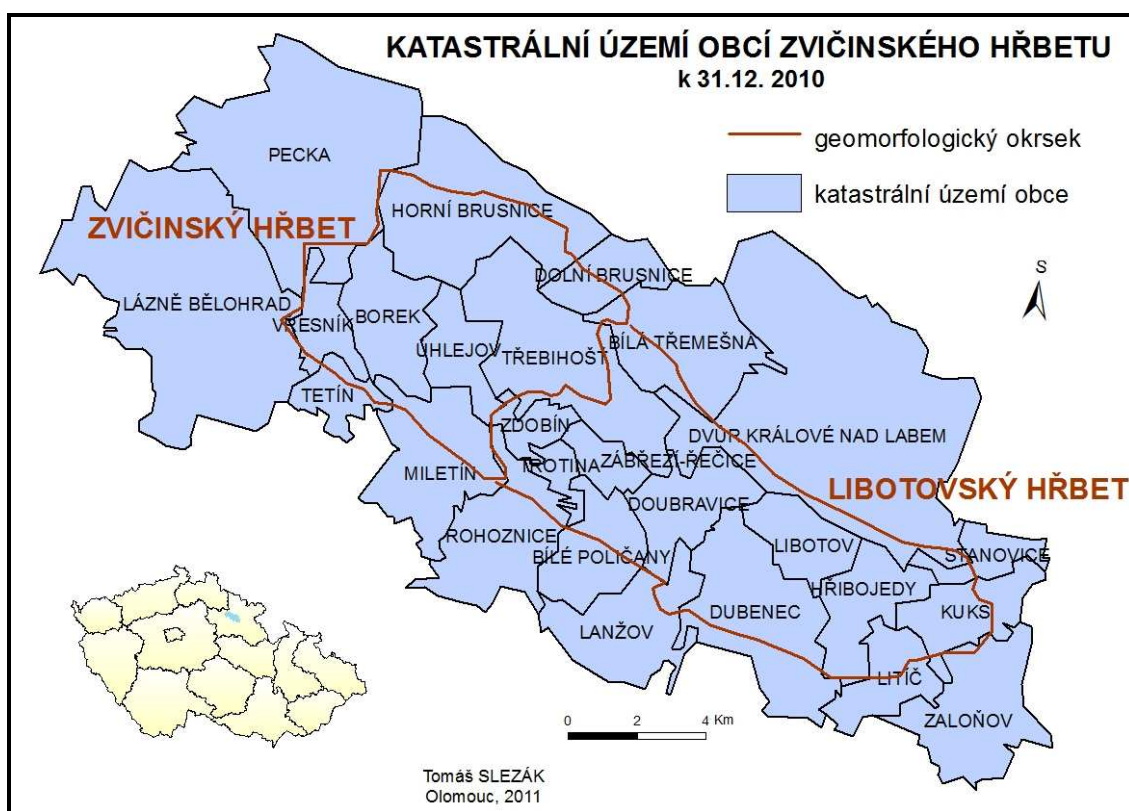 KATASTRÁLNÍ ÚZEMÍ OBCÍ ZVIČINSKÉHO HŘBETU
k 31.12. 2010
geomorfologický okrsek
katastrální území obce
PECKA
HORNÍ BRUSNICE
ZVIČINSKÝ HŘBET
DOLNÍ BRUSNICE
S
LÁZNĚ BĚLOHRAD
VŘESNÍK
BOREK
ÚHLEJOV
TŘEBIHOŠŤ
BÍLÁ TŘEMEŠNÁ
TETÍN
ZDOBÍN
DVŮR KRÁLOVÉ NAD LABEM
MILETÍN
TROTINA
ZÁBŘEZÍ-ŘEČICE
LIBOTOVSKÝ HŘBET
DOUBRAVICE
ROHOZNICE
BÍLÉ POLIČANY
LIBOTOV
STANOVICE
HŘIBOJEDY
DUBENEC
KUKS
LANŽOV
LITÍČ
ZALOŇOV
0 2 4 Km
Tomáš SLEZÁK
Olomouc, 2011